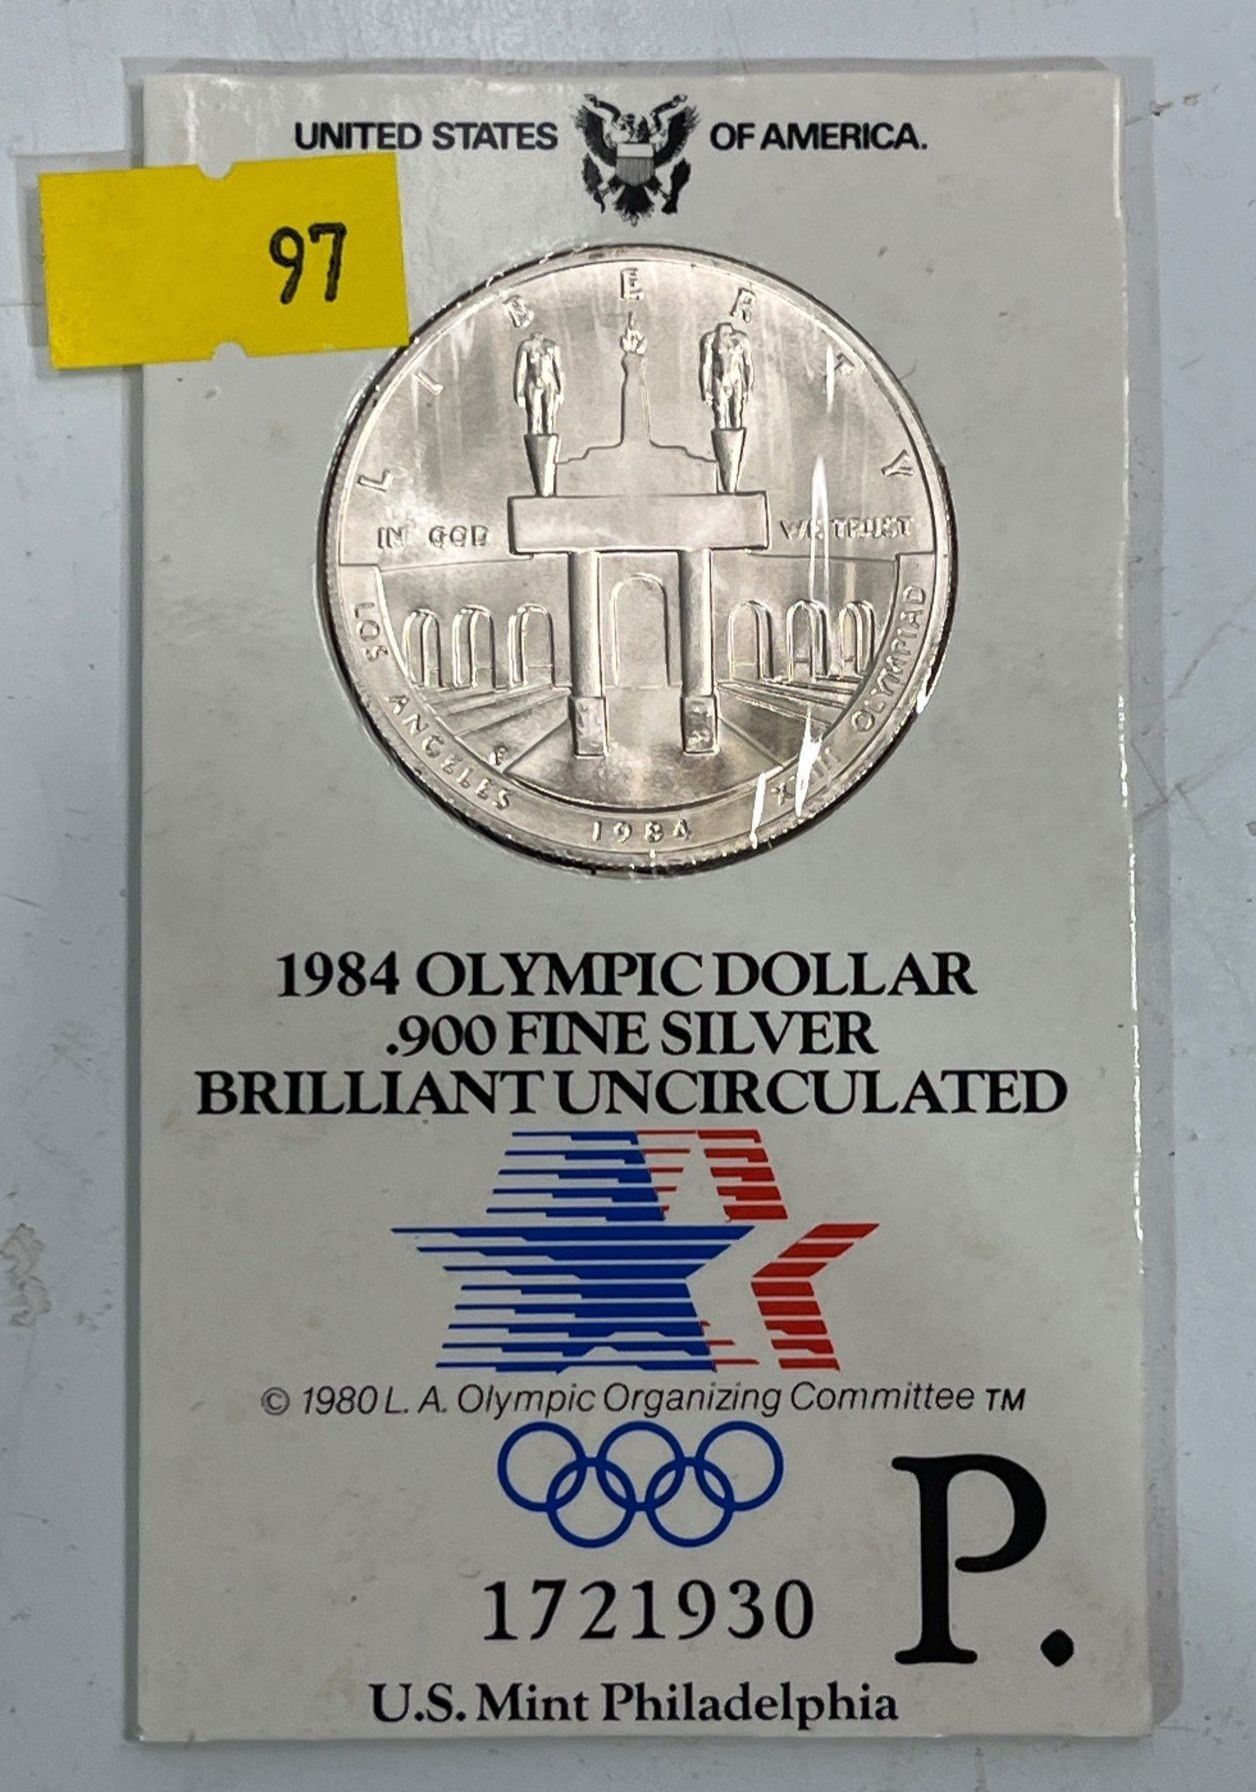 UNITED STATES OF AMERICA.
97
LIBERTY
IN GOD WE TRUST
LOS ANGELES XXIII OLYMPIAD
P
1984
1984 OLYMPIC DOLLAR
.900 FINE SILVER
BRILLIANT UNCIRCULATED
© 1980 L. A. Olympic Organizing Committee TM
P.
1721930
U.S. Mint Philadelphia